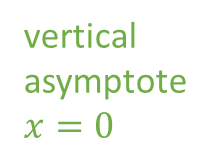 vertical
asymptote
x = 0